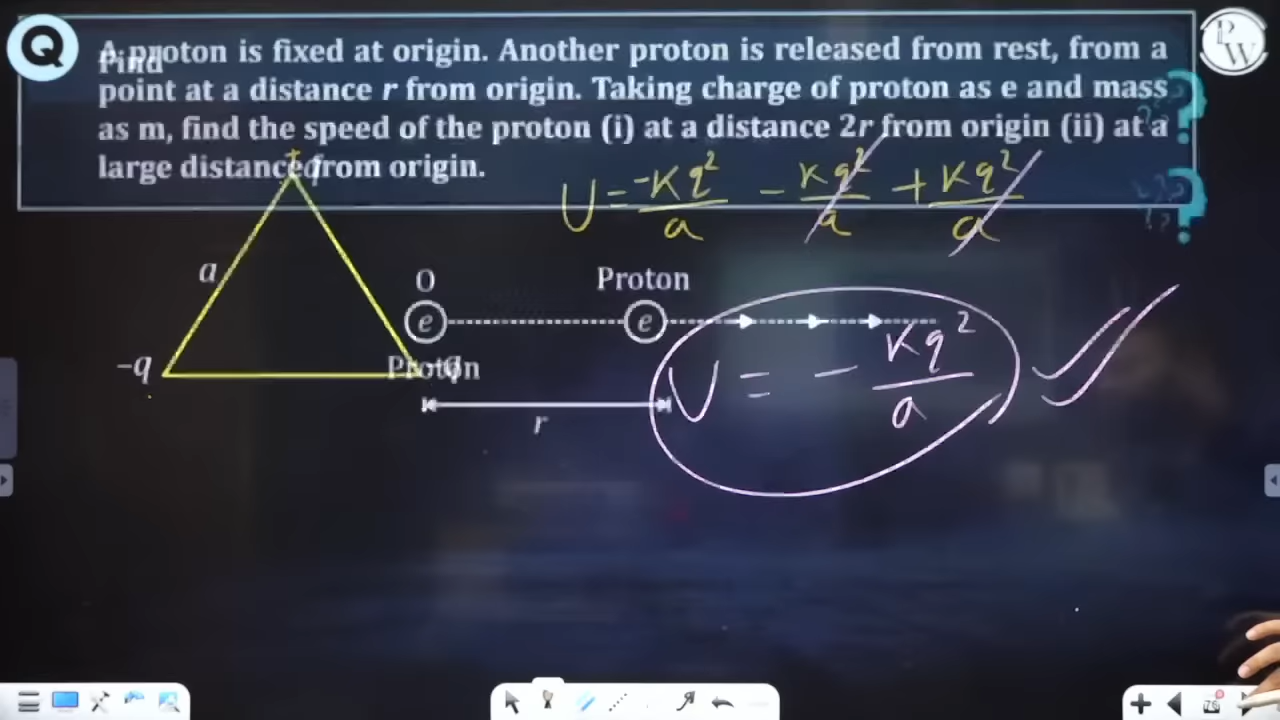 Q
A proton is fixed at origin. Another proton is released from rest, from a
Find
point at a distance r from origin. Taking charge of proton as e and mass
as m, find the speed of the proton (i) at a distance 2r from origin (ii) at a
large distance from origin.
PW
+q
U = -Kq²/a - Kq²/a + Kq²/a
a
O
Proton
e
e
-q
Proton
-q
r
U = - Kq²/a